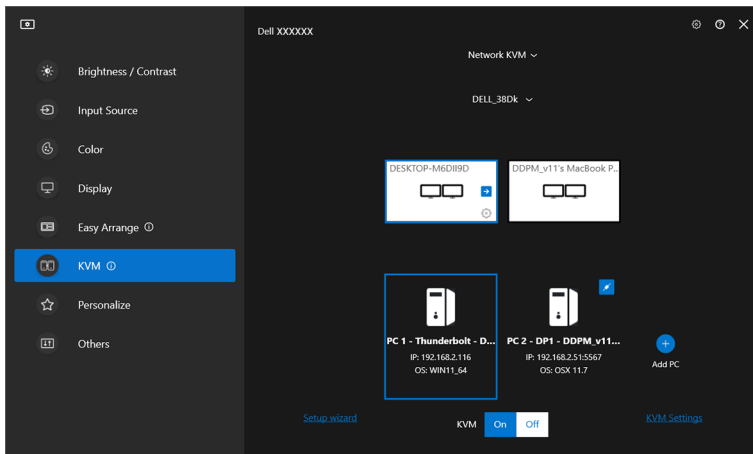 Dell XXXXXX
Brightness / Contrast
Input Source
Color
Display
Easy Arrange
KVM
Personalize
Others
Network KVM
DELL_38Dk
DESKTOP-M6DII9D
DDPM_v11's MacBook P..
PC 1 - Thunderbolt - D...
IP: 192.168.2.116
OS: WIN11_64
PC 2 - DP1 - DDPM_v11...
IP: 192.168.2.51:5567
OS: OSX 11.7
Add PC
Setup wizard
KVM On Off
KVM Settings